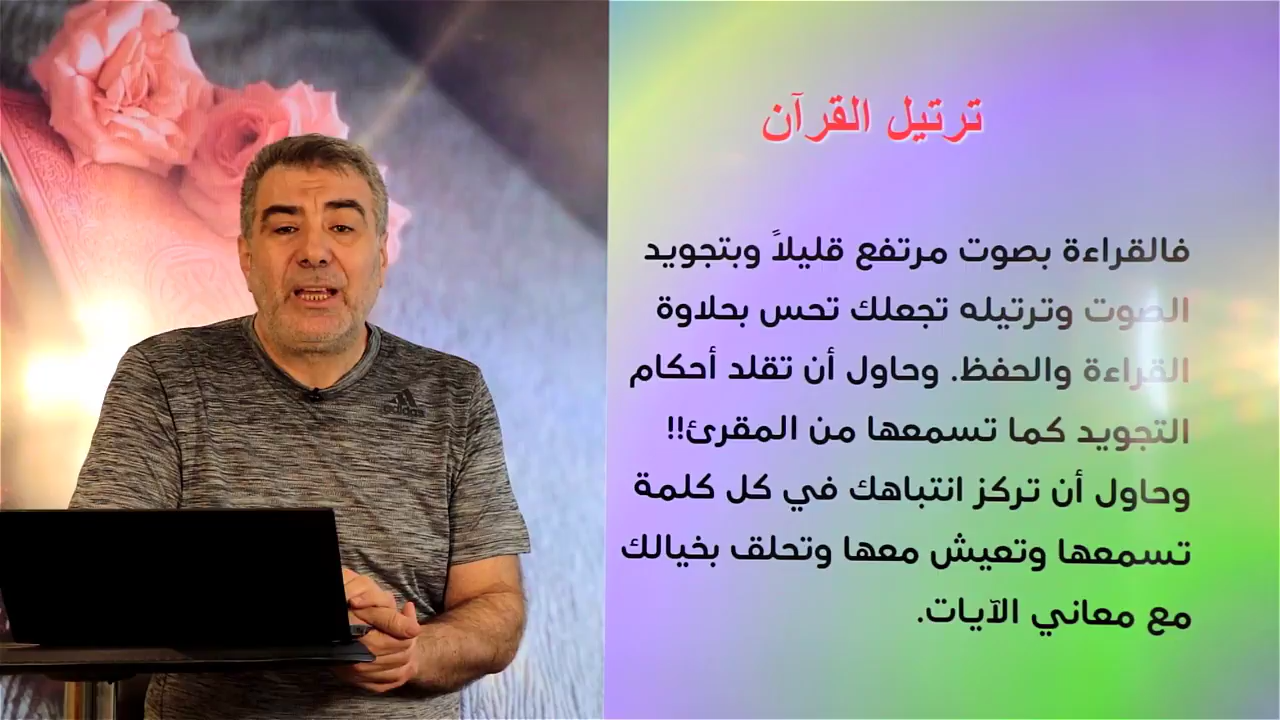 ترتيل القرآن
فالقراءة بصوت مرتفع قليلاً وبتجويد
الصوت وترتيله تجعلك تحس بحلاوة
القراءة والحفظ. وحاول أن تقلد أحكام
التجويد كما تسمعها من المقرئ!!
وحاول أن تركز انتباهك في كل كلمة
تسمعها وتعيش معها وتحلق بخيالك
مع معاني الآيات.
adidas